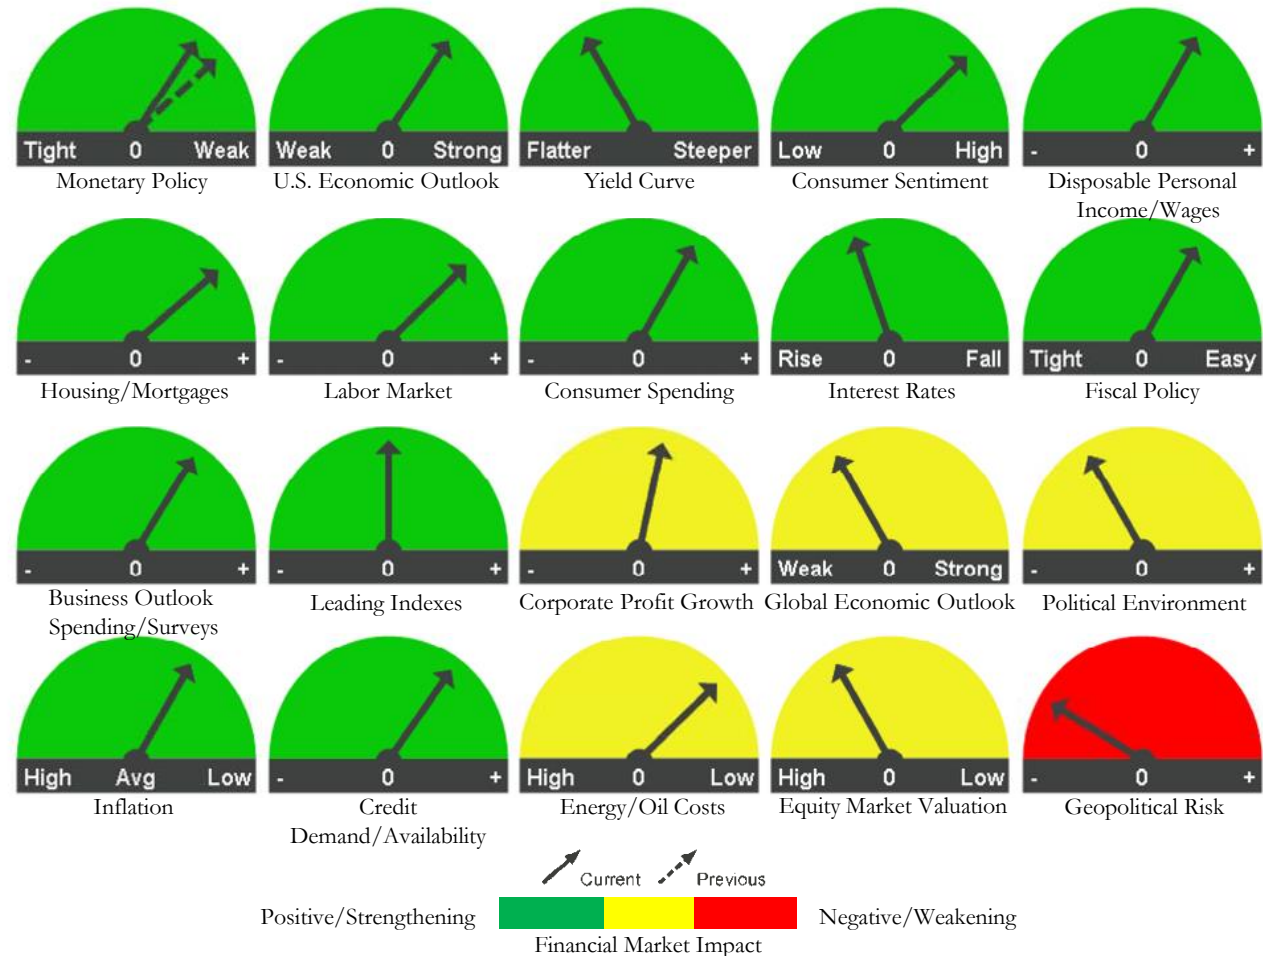 Tight 0 Weak
Weak 0 Strong
Flatter Steeper
Low 0 High
- 0 +
Monetary Policy
U.S. Economic Outlook
Yield Curve
Consumer Sentiment
Disposable Personal
Income/Wages
- 0 +
- 0 +
- 0 +
Rise 0 Fall
Tight 0 Easy
Housing/Mortgages
Labor Market
Consumer Spending
Interest Rates
Fiscal Policy
- 0 +
- 0 +
- 0 +
Weak 0 Strong
- 0 +
Business Outlook
Spending/Surveys
Leading Indexes
Corporate Profit Growth
Global Economic Outlook
Political Environment
High Avg Low
- 0 +
High 0 Low
High 0 Low
- 0 +
Inflation
Credit
Demand/Availability
Energy/Oil Costs
Equity Market Valuation
Geopolitical Risk
Current
Previous
Positive/Strengthening
Negative/Weakening
Financial Market Impact